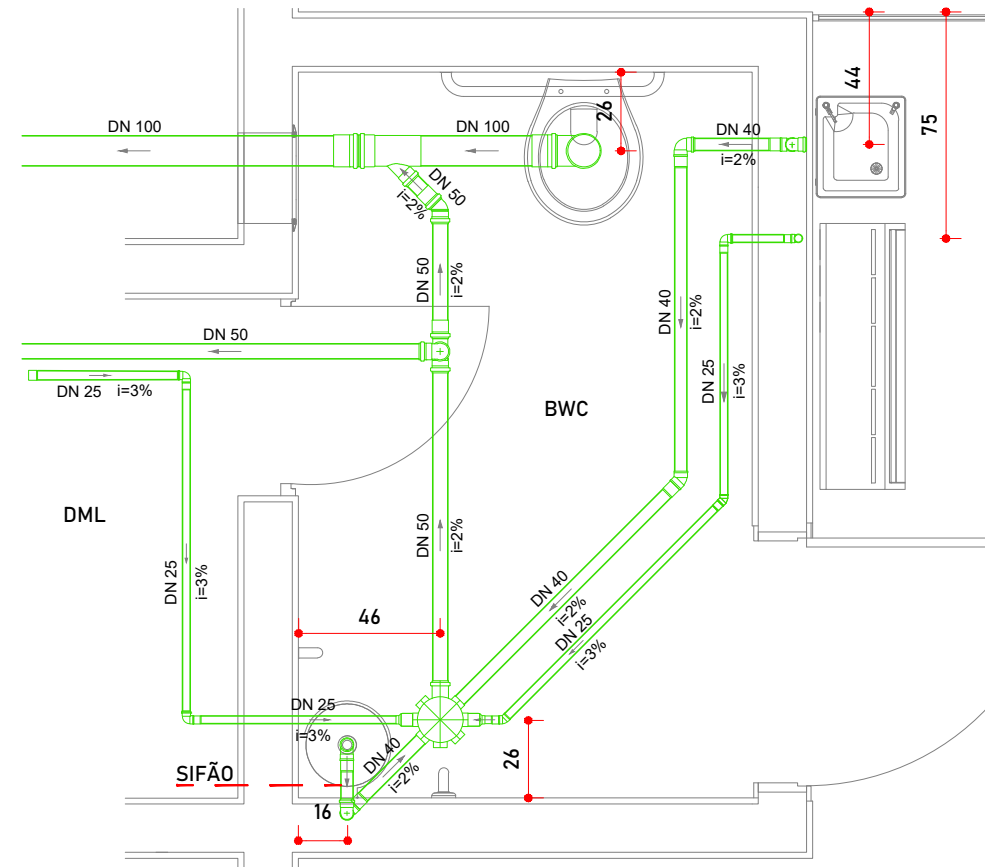 DN 100
DN 100
26
DN 40
i=2%
44
75
DN 50
i=2%
DN 50
i=2%
DN 50
DN 25 i=3%
DN 40
i=2%
DN 25
i=3%
BWC
DML
DN 50
i=2%
DN 25
i=3%
DN 40
i=2%
DN 25
i=3%
46
DN 25
i=3%
DN 40
i=2%
26
SIFÃO
16